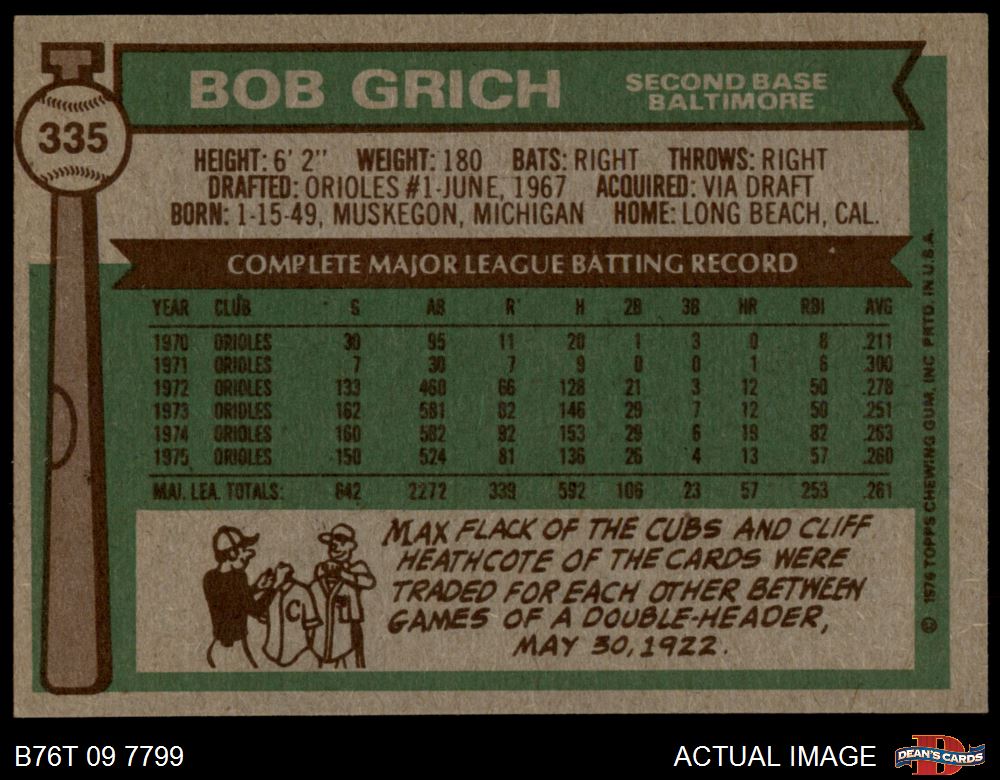 335
BOB GRICH
SECOND BASE
BALTIMORE
HEIGHT: 6' 2" WEIGHT: 180 BATS: RIGHT THROWS: RIGHT
DRAFTED: ORIOLES #1-JUNE, 1967 ACQUIRED: VIA DRAFT
BORN: 1-15-49, MUSKEGON, MICHIGAN HOME: LONG BEACH, CAL.
COMPLETE MAJOR LEAGUE BATTING RECORD
YEAR CLUB G AB R H 2B 3B HR RBI AVG
1970 ORIOLES 30 95 11 20 1 3 0 8 .211
1971 ORIOLES 7 30 7 9 0 0 1 6 .300
1972 ORIOLES 133 460 66 128 21 3 12 50 .278
1973 ORIOLES 162 581 82 146 29 7 12 50 .251
1974 ORIOLES 160 582 92 153 29 6 19 82 .263
1975 ORIOLES 150 524 81 136 26 4 13 57 .260
MAJ. LEA. TOTALS: 642 2272 339 592 106 23 57 253 .261
C
MAX FLACK OF THE CUBS AND CLIFF
HEATHCOTE OF THE CARDS WERE
TRADED FOR EACH OTHER BETWEEN
GAMES OF A DOUBLE-HEADER,
MAY 30, 1922.
© 1976 TOPPS CHEWING GUM, INC. PRTD. IN U.S.A.
B76T 09 7799
ACTUAL IMAGE
D
DEAN'S CARDS